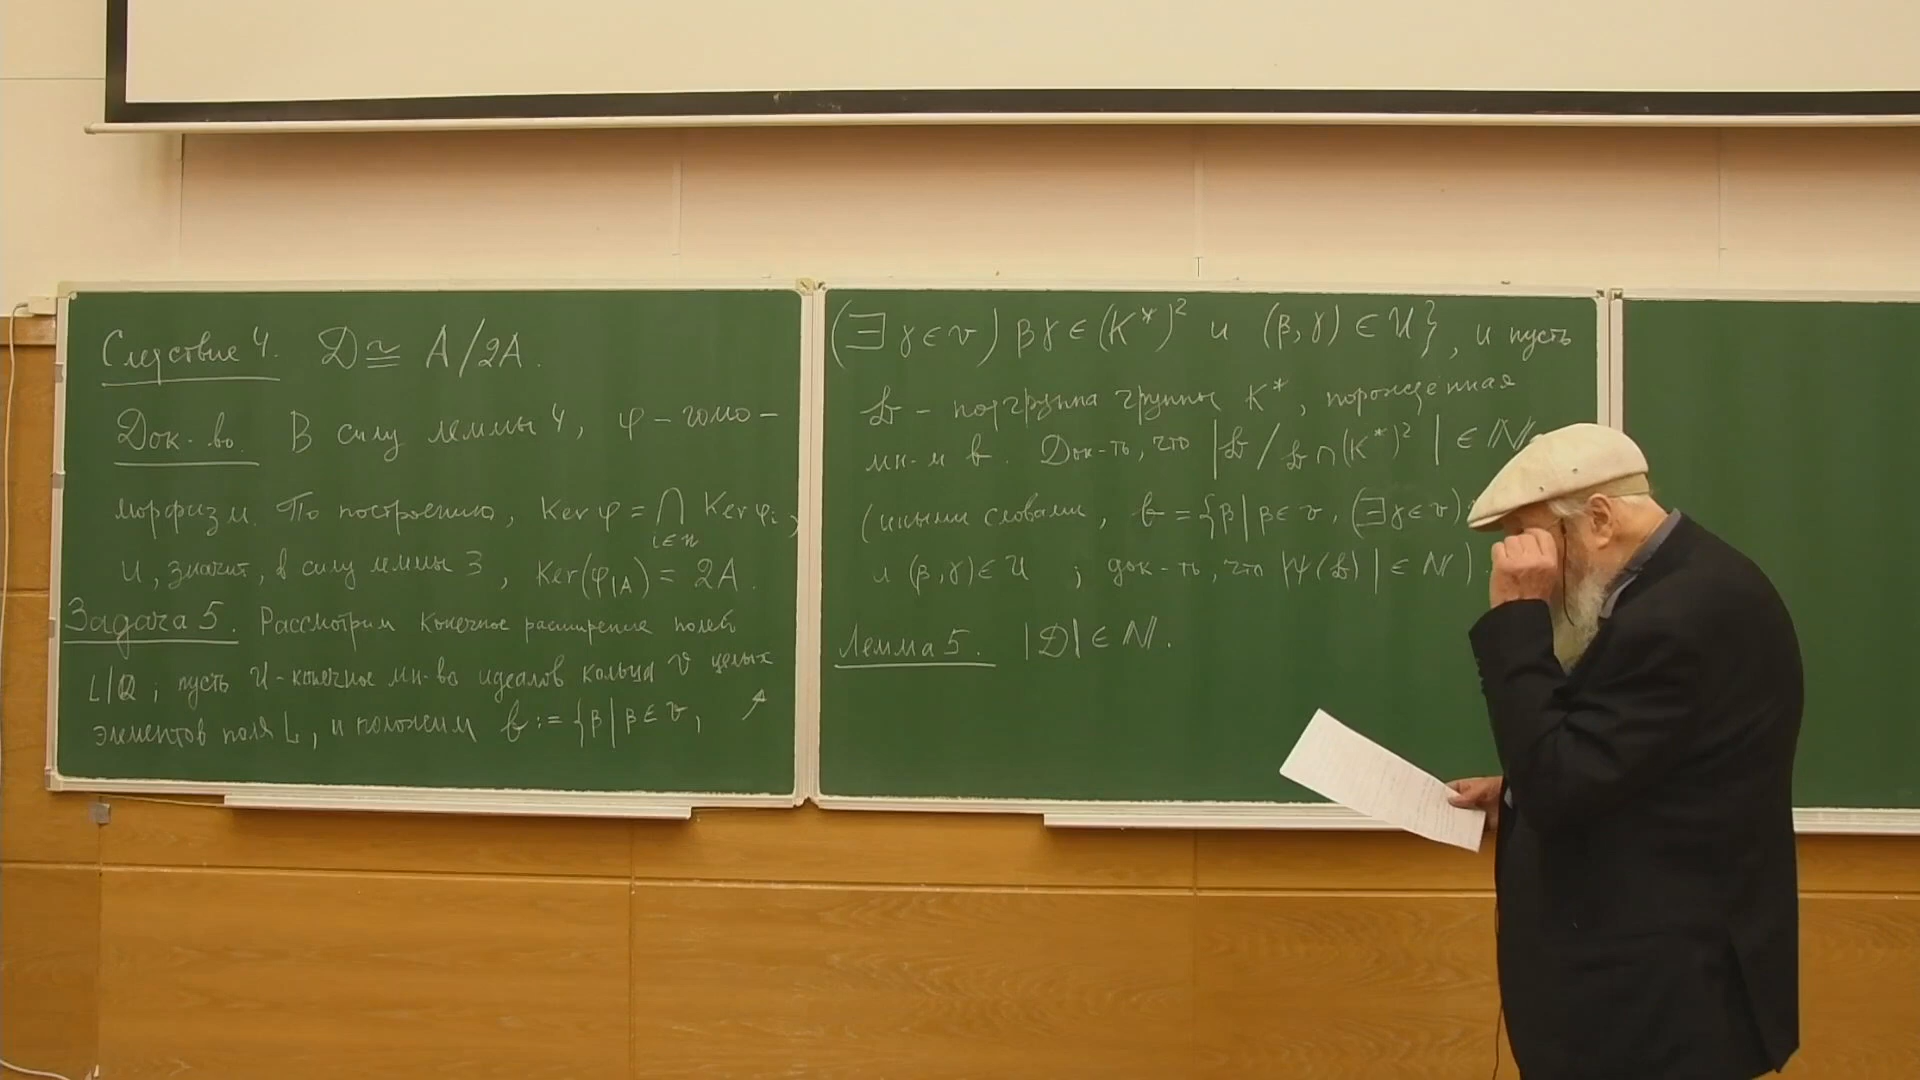 Следствие 4. D ≅ A/2A.
Док-во. В силу леммы 4, φ – гомо-
морфизм. По построению, Ker φ = ⋂ Ker φᵢ,
i∈n
и, значит, в силу леммы 3, Ker(φ|A) = 2A.
Задача 5. Рассмотрим конечное расширение полей
L|Q; пусть U - конечное мн-во идеалов кольца v целых
элементов поля L, и положим b := {β | β ∈ v,
(∃ γ ∈ v) βγ ∈ (K*)² и (β, γ) ∈ U}, и пусть
b – подгруппа группы K*, порождённая
мн-м b. Док-ть, что |b / b ∩ (K*)²| ∈ N
(иными словами, b = {β | β ∈ v, (∃ γ ∈ v)
и (β, γ) ∈ U ; док-ть, что |ψ(b)| ∈ N).
Лемма 5. |D| ∈ N.